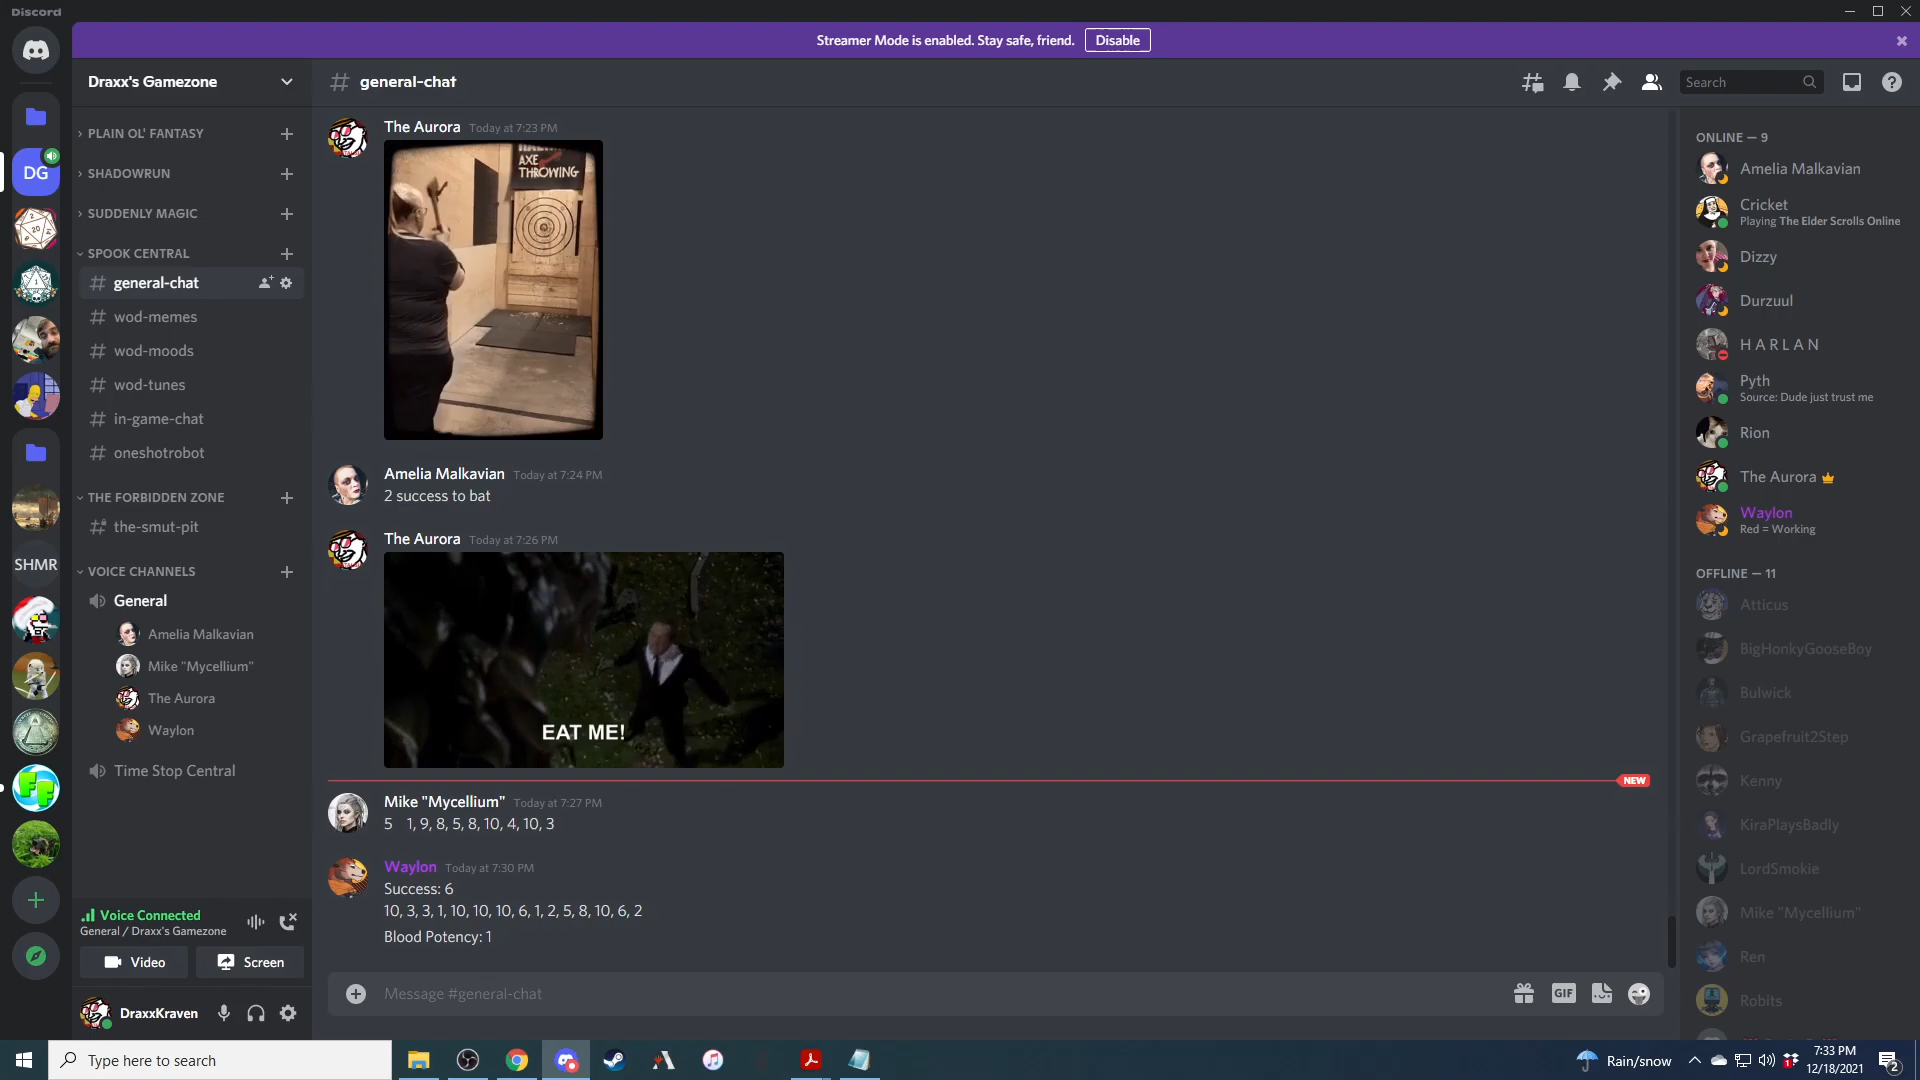 Discord
Streamer Mode is enabled. Stay safe, friend. Disable
Draxx's Gamezone
general-chat
Search
PLAIN OL' FANTASY
SHADOWRUN
SUDDENLY MAGIC
SPOOK CENTRAL
general-chat
wod-memes
wod-moods
wod-tunes
in-game-chat
oneshotrobot
THE FORBIDDEN ZONE
the-smut-pit
VOICE CHANNELS
General
Amelia Malkavian
Mike "Mycellium"
The Aurora
Waylon
Time Stop Central
DG
SHMR
FF
Voice Connected
General / Draxx's Gamezone
Video
Screen
DraxxKraven
The Aurora Today at 7:23 PM
AXE
THROWING
Amelia Malkavian Today at 7:24 PM
2 success to bat
The Aurora Today at 7:26 PM
EAT ME!
NEW
Mike "Mycellium" Today at 7:27 PM
5 1, 9, 8, 5, 8, 10, 4, 10, 3
Waylon Today at 7:30 PM
Success: 6
10, 3, 3, 1, 10, 10, 10, 6, 1, 2, 5, 8, 10, 6, 2
Blood Potency: 1
Message #general-chat
GIF
ONLINE — 9
Amelia Malkavian
Cricket
Playing The Elder Scrolls Online
Dizzy
Durzuul
H A R L A N
Pyth
Source: Dude just trust me
Rion
The Aurora
Waylon
Red = Working
OFFLINE — 11
Atticus
BigHonkyGooseBoy
Bulwick
Grapefruit2Step
Kenny
KiraPlaysBadly
LordSmokie
Mike "Mycellium"
Ren
Robits
Type here to search
Rain/snow
7:33 PM
12/18/2021
2